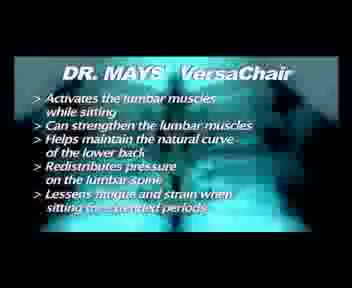 DR. MAYS VersaChair
> Activates the lumbar muscles
while sitting
> Can strengthen the lumbar muscles
> Helps maintain the natural curve
of the lower back
> Redistributes pressure
on the lumbar spine
> Lessens fatigue and strain when
sitting for extended periods